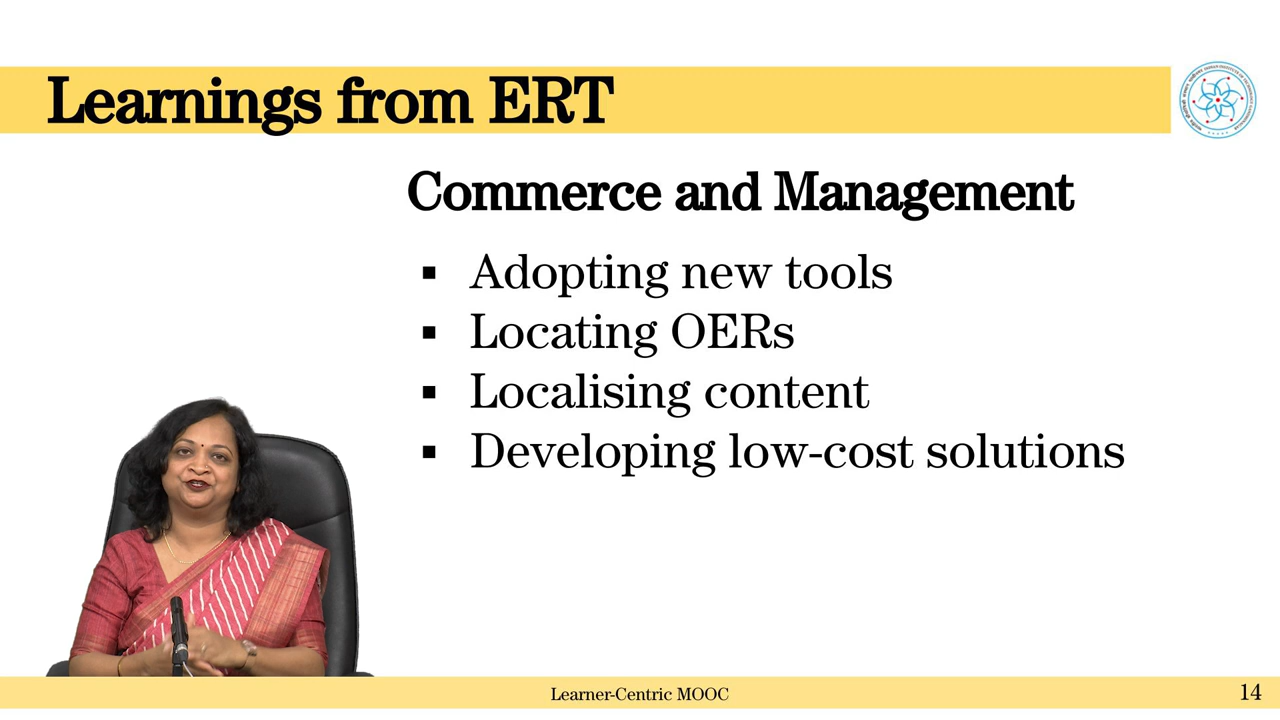 Learnings from ERT
Commerce and Management
▪ Adopting new tools
▪ Locating OERs
▪ Localising content
▪ Developing low-cost solutions
Learner-Centric MOOC
14